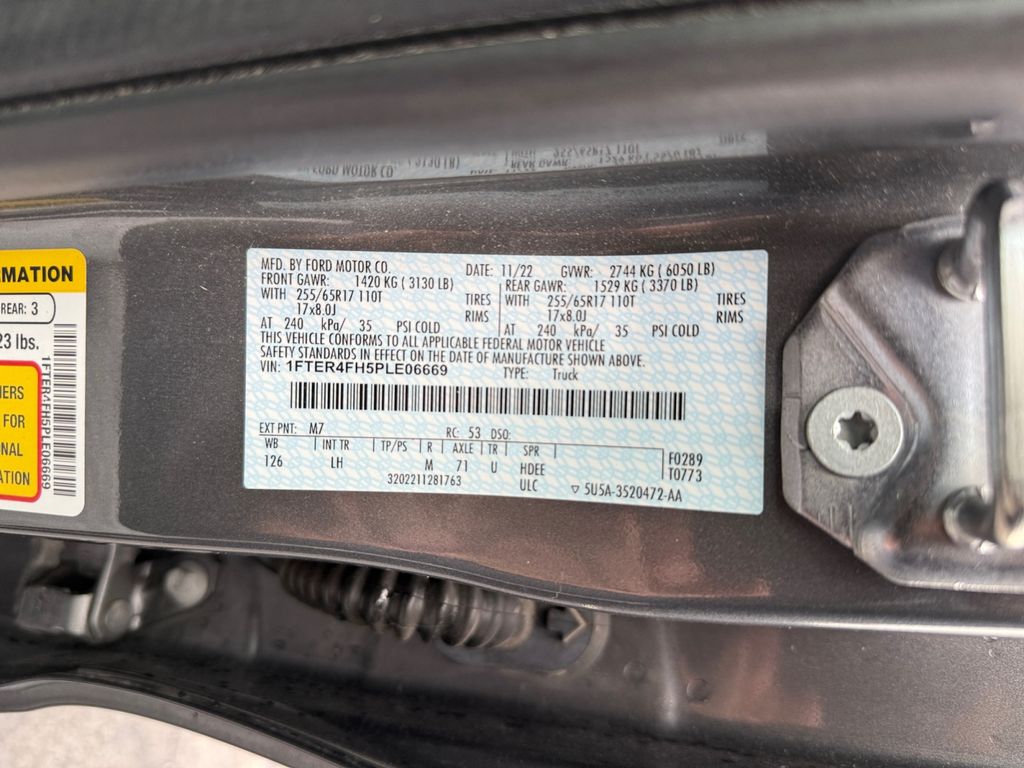 MFD. BY FORD MOTOR CO.
DATE: 11/22 GVWR: 2744 KG ( 6050 LB)
FRONT GAWR: 1420 KG ( 3130 LB)
WITH 255/65R17 110T TIRES
17x8.0J RIMS
AT 240 kPa/ 35 PSI COLD
REAR GAWR: 1529 KG ( 3370 LB)
WITH 255/65R17 110T TIRES
17x8.0J RIMS
AT 240 kPa/ 35 PSI COLD
THIS VEHICLE CONFORMS TO ALL APPLICABLE FEDERAL MOTOR VEHICLE
SAFETY STANDARDS IN EFFECT ON THE DATE OF MANUFACTURE SHOWN ABOVE.
VIN: 1FTER4FH5PLE06669 TYPE: Truck
EXT PNT: M7 RC: 53 DSO:
WB INT TR TP/PS R AXLE TR SPR
126 LH M 71 U HDEE
ULC
F0289
T0773
3202211281763
▽ 5U5A-3520472-AA
RMATION
REAR: 3
23 lbs.
NERS
FOR
ONAL
ATION
1FTER4FH5PLE06669